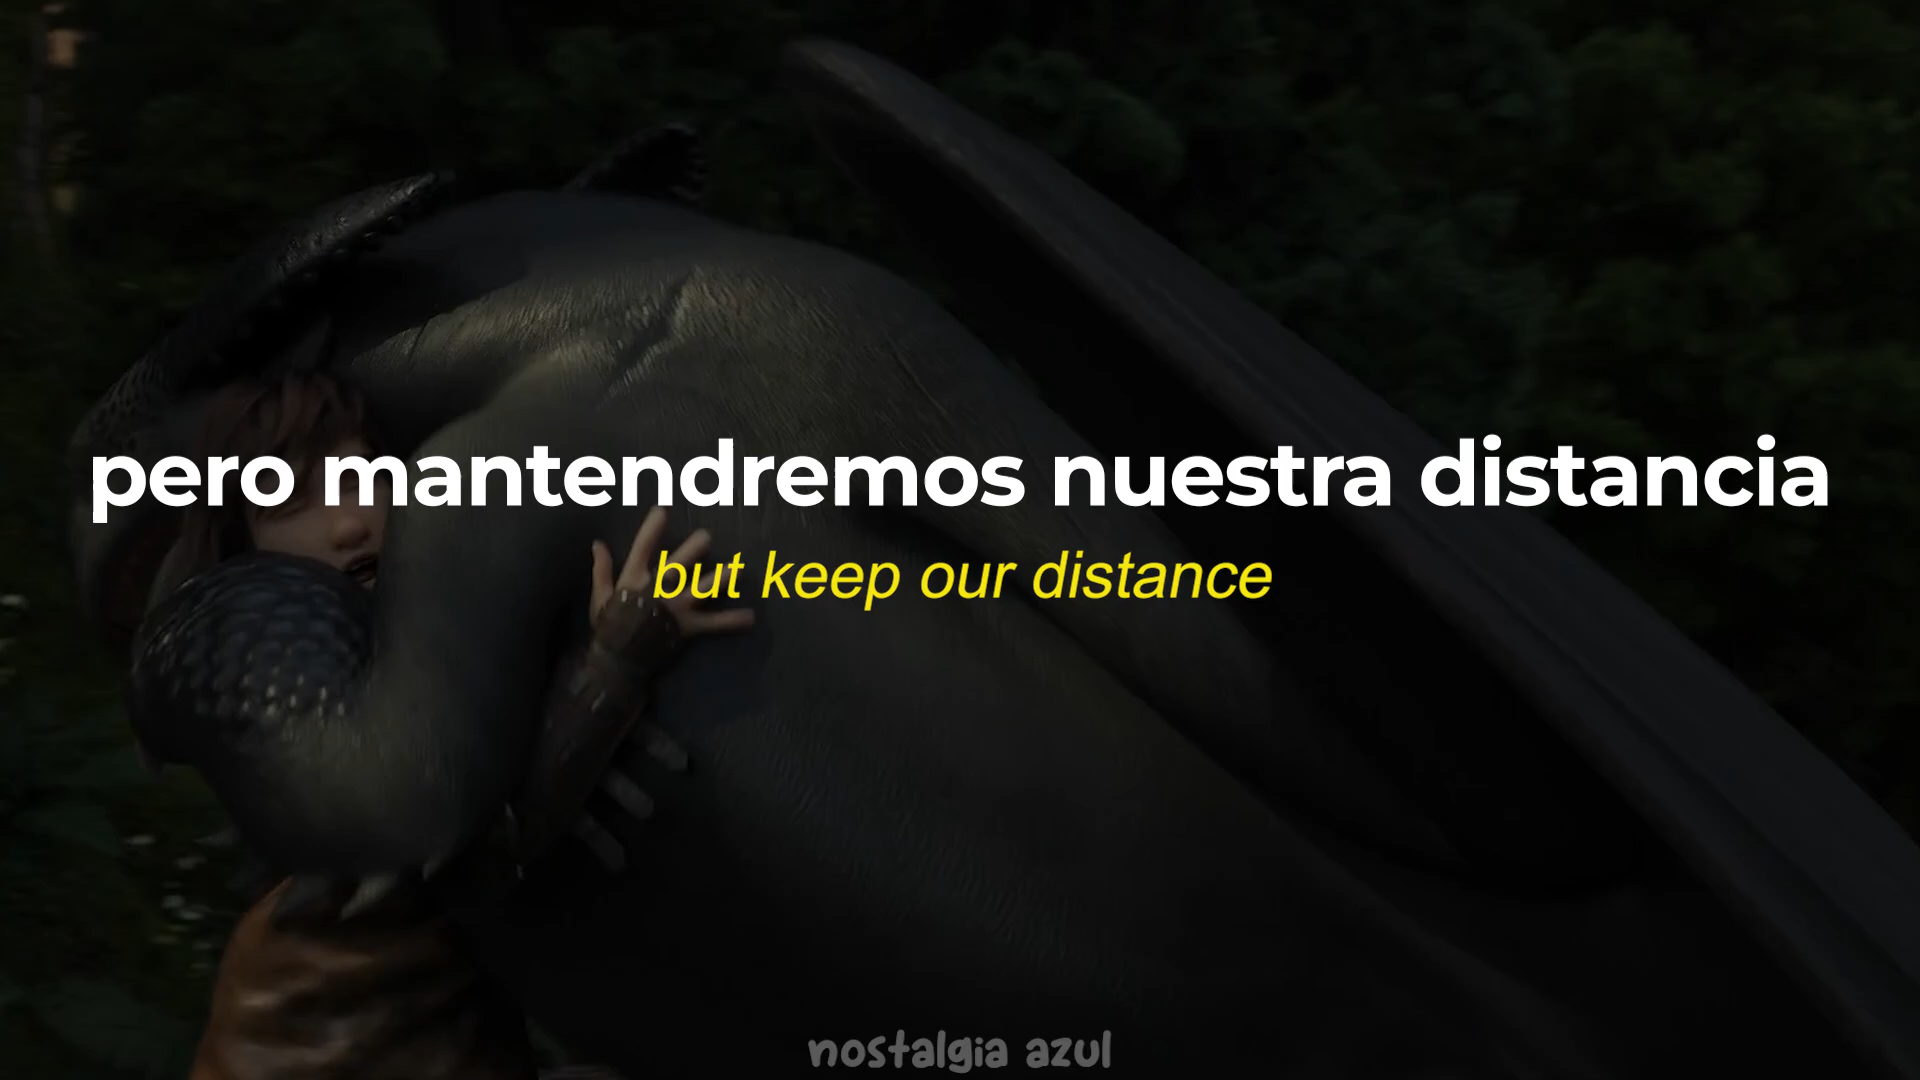 pero mantendremos nuestra distancia
but keep our distance
nostalgia azul